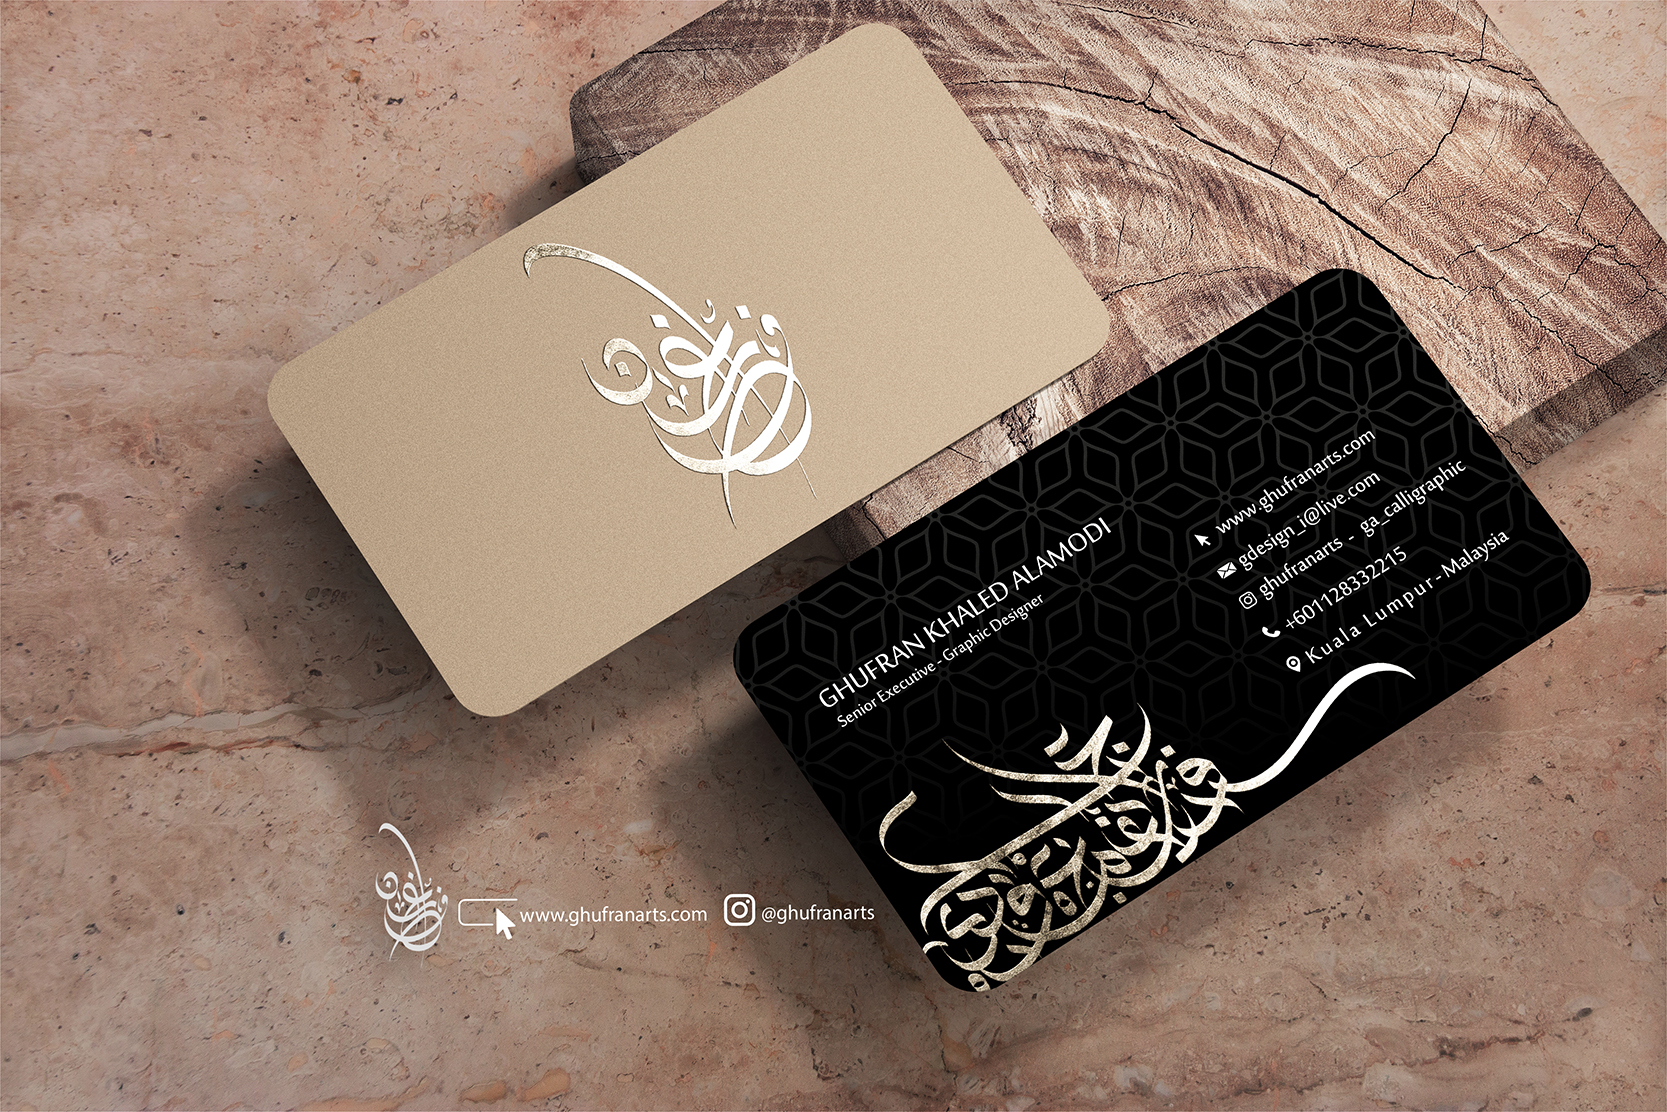 غفران
GHUFRAN KHALED ALAMODI
Senior Executive - Graphic Designer
www.ghufranarts.com
gdesign_i@live.com
ghufranarts - ga_calligraphic
+601128332215
Kuala Lumpur - Malaysia
www.ghufranarts.com
@ghufranarts